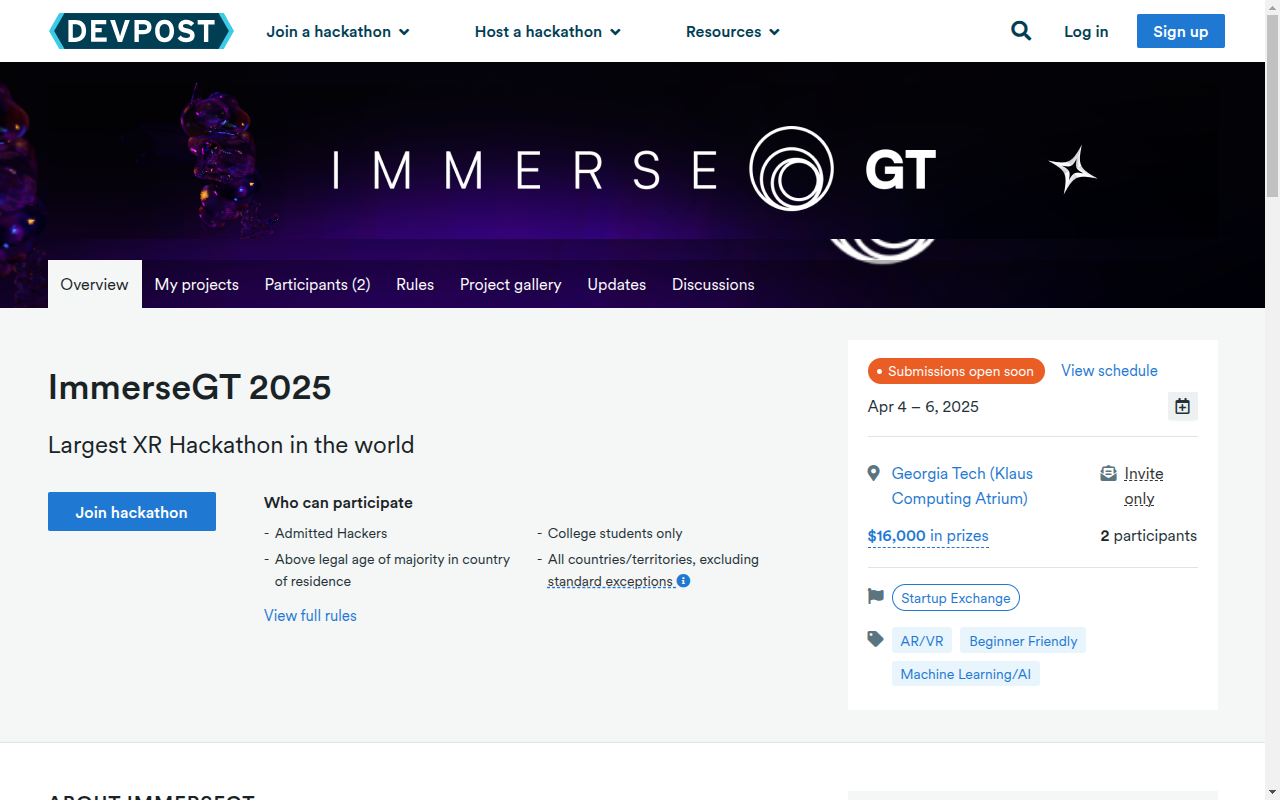 DEVPOST
Join a hackathon
Host a hackathon
Resources
Log in
Sign up
IMMERSE GT
Overview
My projects
Participants (2)
Rules
Project gallery
Updates
Discussions
ImmerseGT 2025
Largest XR Hackathon in the world
Join hackathon
Who can participate
- Admitted Hackers
- Above legal age of majority in country
of residence
- College students only
- All countries/territories, excluding
standard exceptions
View full rules
Submissions open soon
View schedule
Apr 4 – 6, 2025
Georgia Tech (Klaus
Computing Atrium)
Invite
only
$16,000 in prizes
2 participants
Startup Exchange
AR/VR
Beginner Friendly
Machine Learning/AI
ABOUT IMMERSEGT